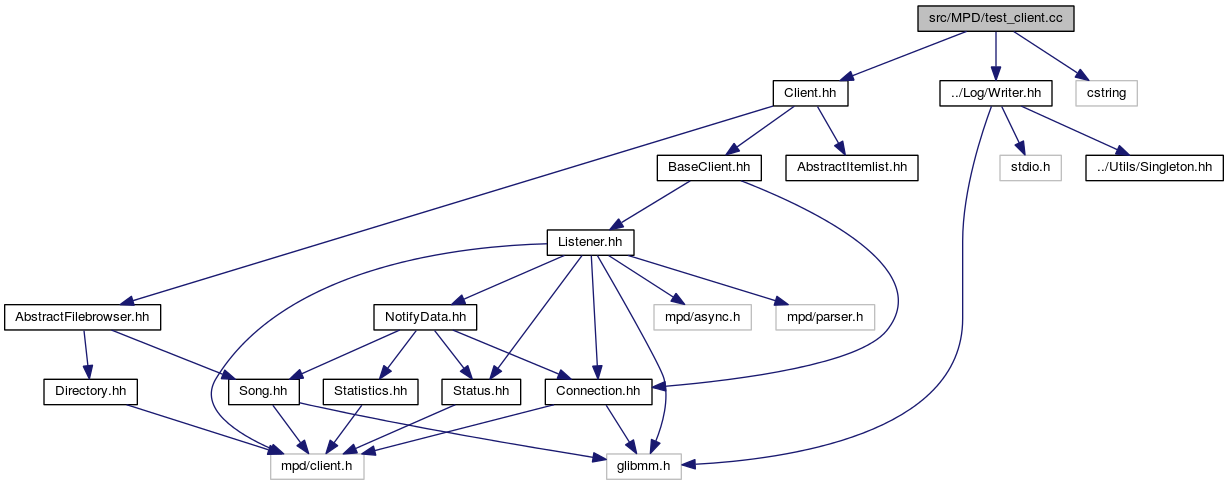 src/MPD/test_client.cc
Client.hh
../Log/Writer.hh
cstring
BaseClient.hh
AbstractItemlist.hh
stdio.h
../Utils/Singleton.hh
Listener.hh
AbstractFilebrowser.hh
NotifyData.hh
mpd/async.h
mpd/parser.h
Directory.hh
Song.hh
Statistics.hh
Status.hh
Connection.hh
mpd/client.h
glibmm.h